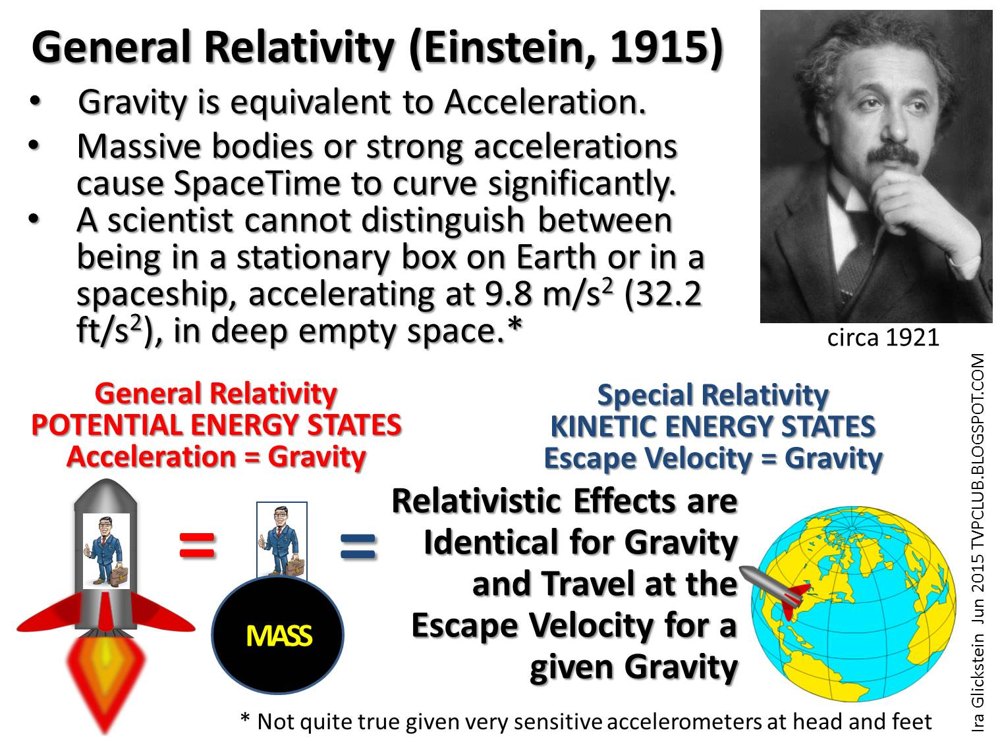 General Relativity (Einstein, 1915)
• Gravity is equivalent to Acceleration.
• Massive bodies or strong accelerations
cause SpaceTime to curve significantly.
• A scientist cannot distinguish between
being in a stationary box on Earth or in a
spaceship, accelerating at 9.8 m/s² (32.2
ft/s²), in deep empty space.*
circa 1921
General Relativity
POTENTIAL ENERGY STATES
Acceleration = Gravity
Special Relativity
KINETIC ENERGY STATES
Escape Velocity = Gravity
=
MASS
=
Relativistic Effects are
Identical for Gravity
and Travel at the
Escape Velocity for a
given Gravity
* Not quite true given very sensitive accelerometers at head and feet
Ira Glickstein Jun 2015 TVPCLUB.BLOGSPOT.COM